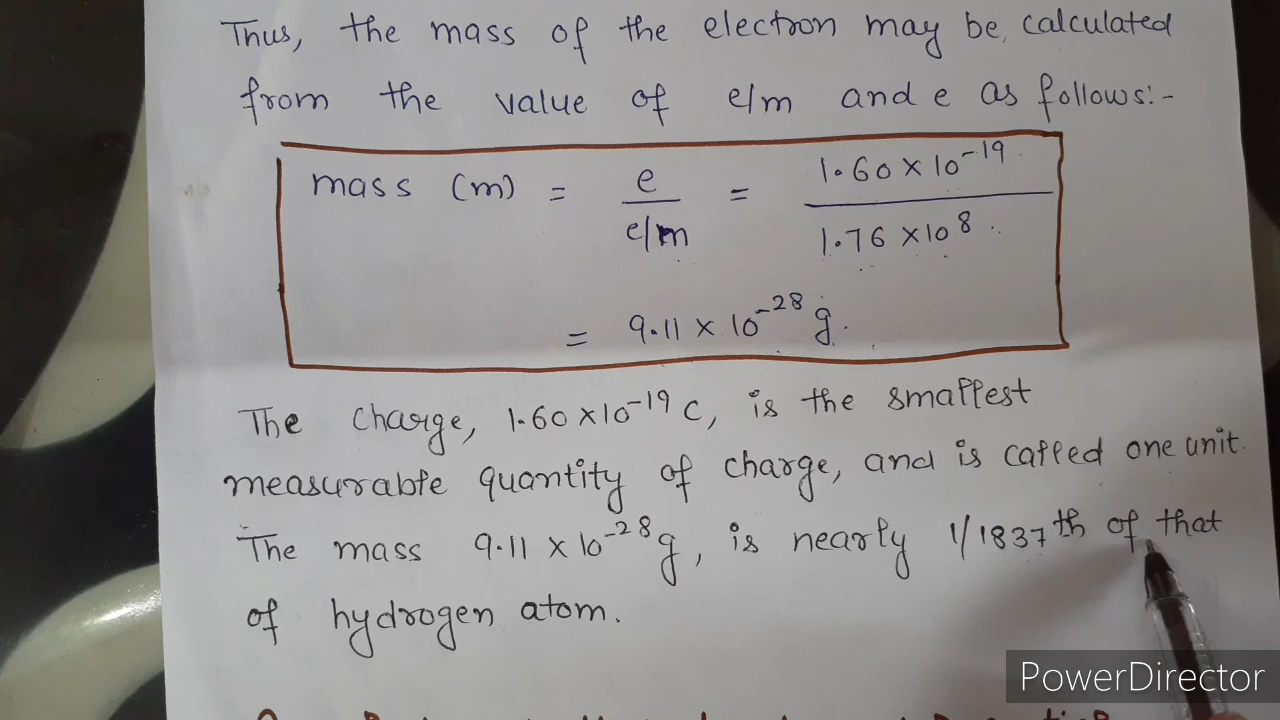 Thus, the mass of the electron may be calculated
from the value of e/m and e as follows:-
mass (m) = e / e/m = 1.60 × 10⁻¹⁹ / 1.76 × 10⁸
= 9.11 × 10⁻²⁸ g.
The charge, 1.60 × 10⁻¹⁹ C, is the smallest
measurable quantity of charge, and is called one unit.
The mass 9.11 × 10⁻²⁸ g, is nearly 1/1837th of that
of hydrogen atom.
PowerDirector